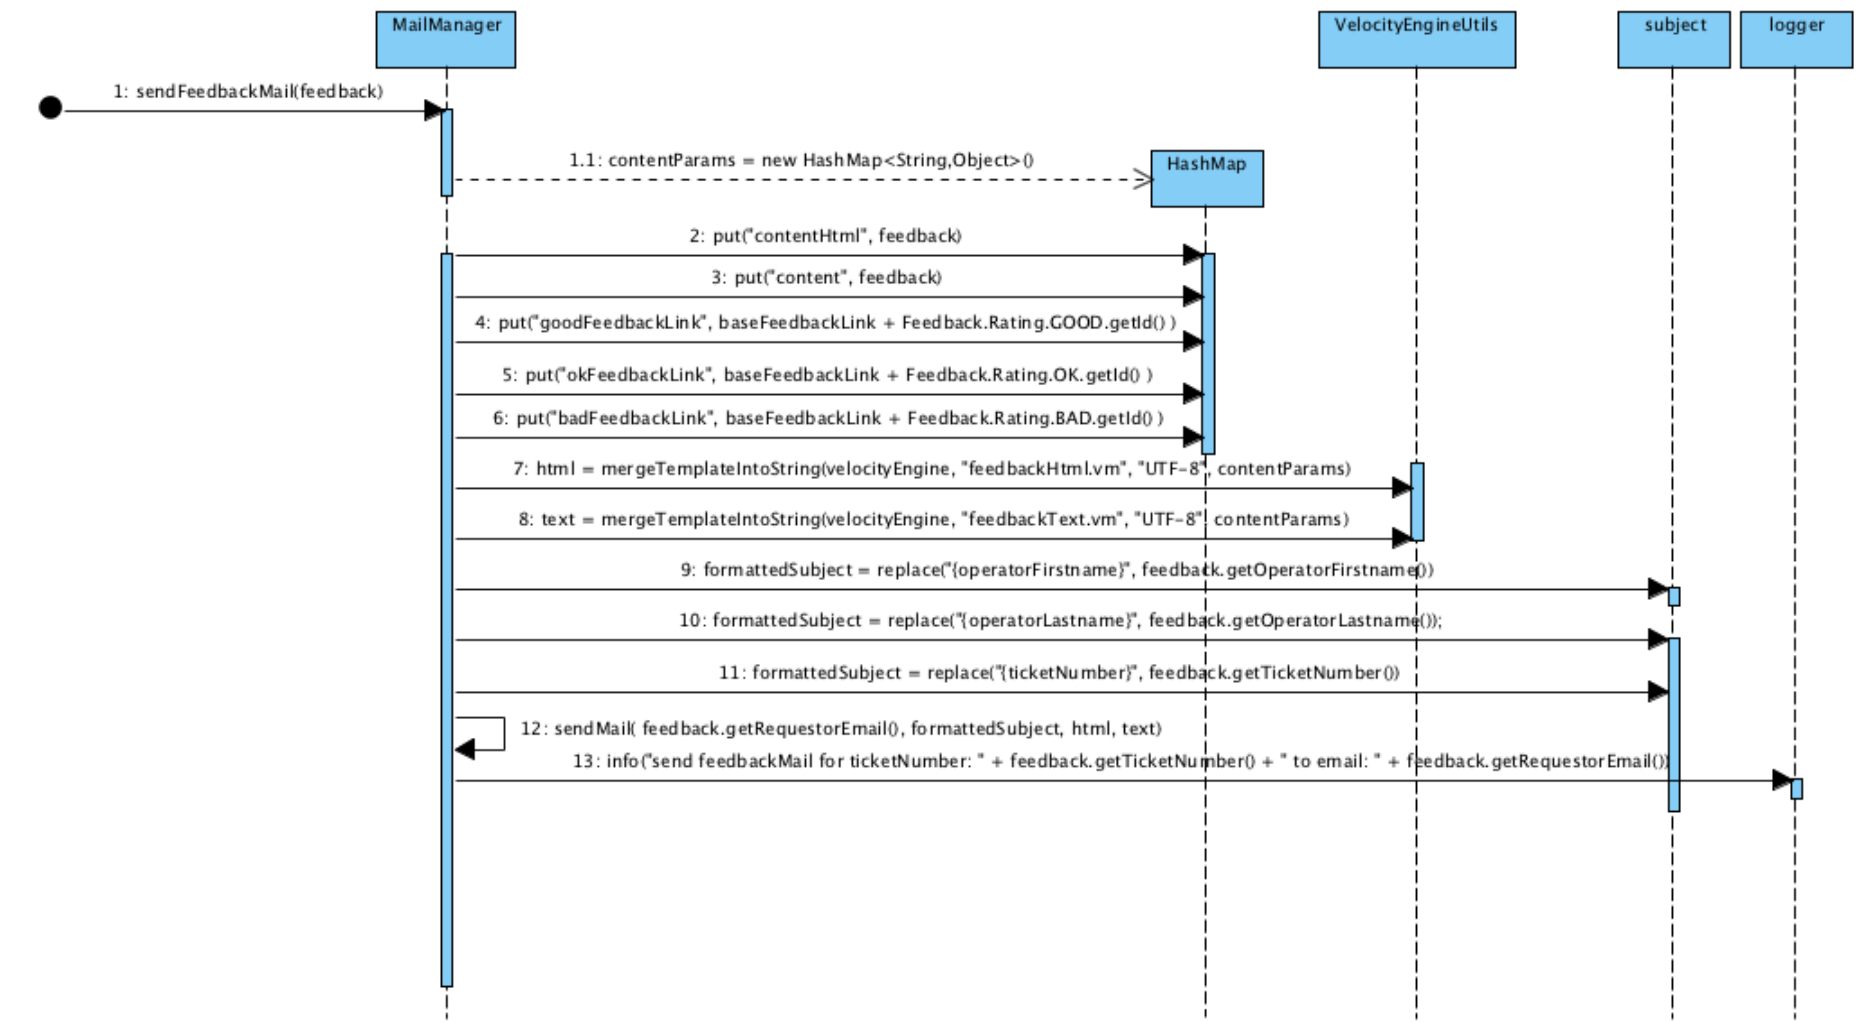 MailManager
VelocityEngineUtils
subject
logger
1: sendFeedbackMail(feedback)
1.1: contentParams = new HashMap<String,Object>()
HashMap
2: put("contentHtml", feedback)
3: put("content", feedback)
4: put("goodFeedbackLink", baseFeedbackLink + Feedback.Rating.GOOD.getId() )
5: put("okFeedbackLink", baseFeedbackLink + Feedback.Rating.OK.getId() )
6: put("badFeedbackLink", baseFeedbackLink + Feedback.Rating.BAD.getId() )
7: html = mergeTemplateIntoString(velocityEngine, "feedbackHtml.vm", "UTF-8", contentParams)
8: text = mergeTemplateIntoString(velocityEngine, "feedbackText.vm", "UTF-8", contentParams)
9: formattedSubject = replace("{operatorFirstname}", feedback.getOperatorFirstname())
10: formattedSubject = replace("{operatorLastname}", feedback.getOperatorLastname());
11: formattedSubject = replace("{ticketNumber}", feedback.getTicketNumber())
12: sendMail( feedback.getRequestorEmail(), formattedSubject, html, text)
13: info("send feedbackMail for ticketNumber: " + feedback.getTicketNumber() + " to email: " + feedback.getRequestorEmail())